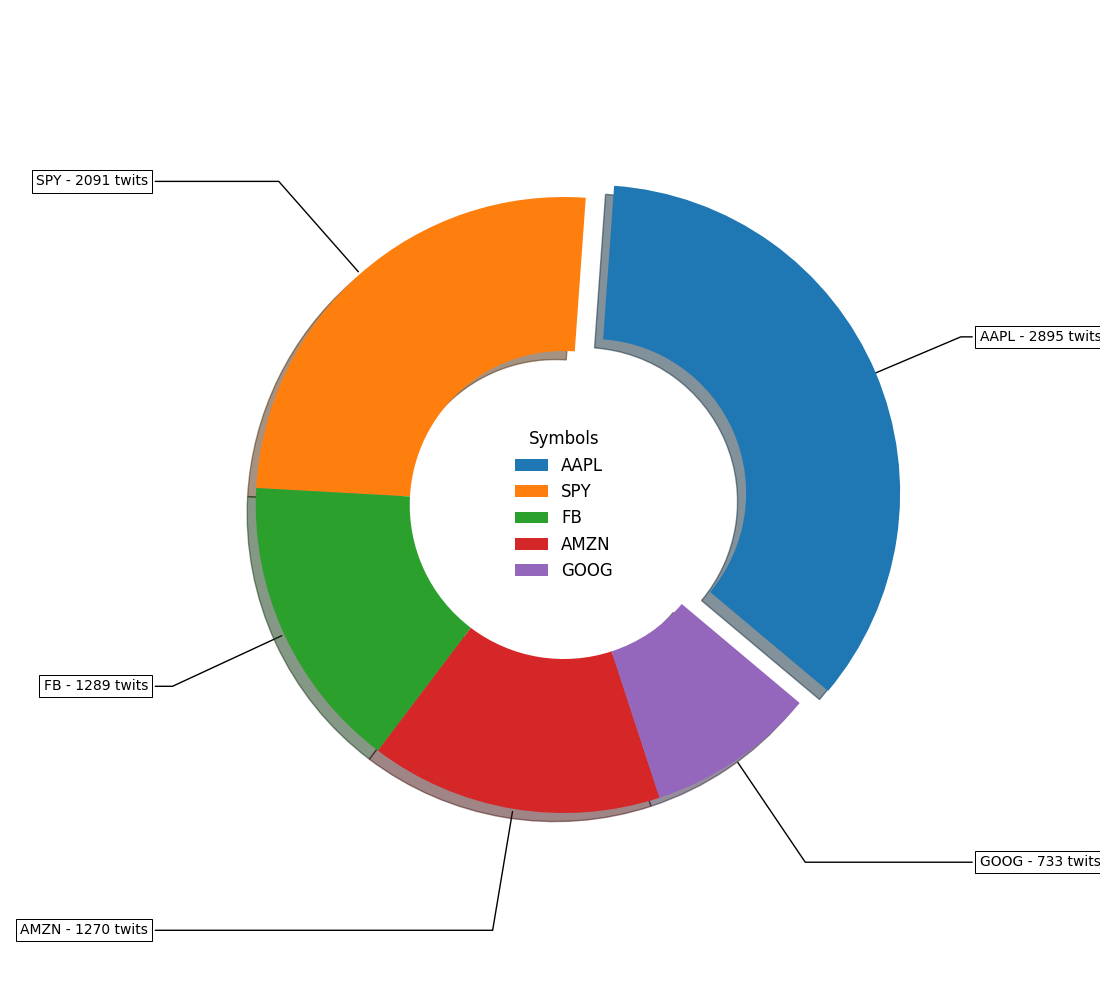 SPY - 2091 twits
AAPL - 2895 twits
Symbols
AAPL
SPY
FB
AMZN
GOOG
FB - 1289 twits
GOOG - 733 twits
AMZN - 1270 twits